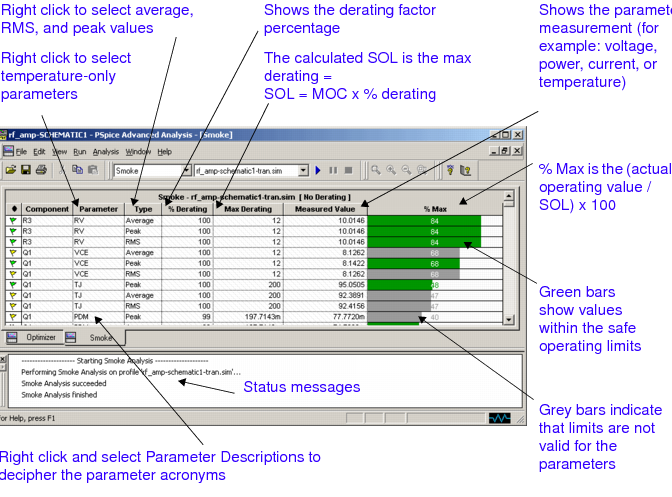 Right click to select average,
RMS, and peak values
Shows the derating factor
percentage
Shows the paramete
measurement (for
example: voltage,
power, current, or
temperature)
Right click to select
temperature-only
parameters
The calculated SOL is the max
derating =
SOL = MOC x % derating
rf_amp-SCHEMATIC1 - PSpice Advanced Analysis - [Smoke]
File Edit View Run Analysis Window Help
Smoke rf_amp-schematic1-tran.sim
% Max is the (actual
operating value /
SOL) x 100
Smoke - rf_amp-schematic1-tran.sim [ No Derating ]
Component Parameter Type % Derating Max Derating Measured Value % Max
R3 RV Average 100 12 10.0146 84
R3 RV Peak 100 12 10.0146 84
R3 RV RMS 100 12 10.0146 84
Q1 VCE Average 100 12 8.1262 68
Q1 VCE Peak 100 12 8.1422 68
Q1 VCE RMS 100 12 8.1262 68
Q1 TJ Peak 100 200 95.0505 48
Q1 TJ Average 100 200 92.3891 47
Q1 TJ RMS 100 200 92.4156 47
Q1 PDM Peak 99 197.7143m 77.7720m 40
Optimizer Smoke
Green bars
show values
within the safe
operating limits
-------------------- Starting Smoke Analysis --------------------
Performing Smoke Analysis on profile 'rf_amp-schematic1-tran.sim'...
Smoke Analysis succeeded
Smoke Analysis finished
Status messages
for Help, press F1
Grey bars indicate
that limits are not
valid for the
parameters
Right click and select Parameter Descriptions to
decipher the parameter acronyms